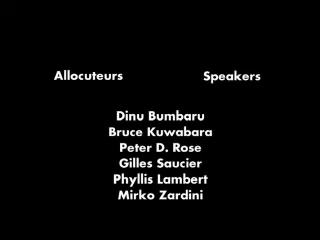 Allocuteurs Speakers
Dinu Bumbaru
Bruce Kuwabara
Peter D. Rose
Gilles Saucier
Phyllis Lambert
Mirko Zardini